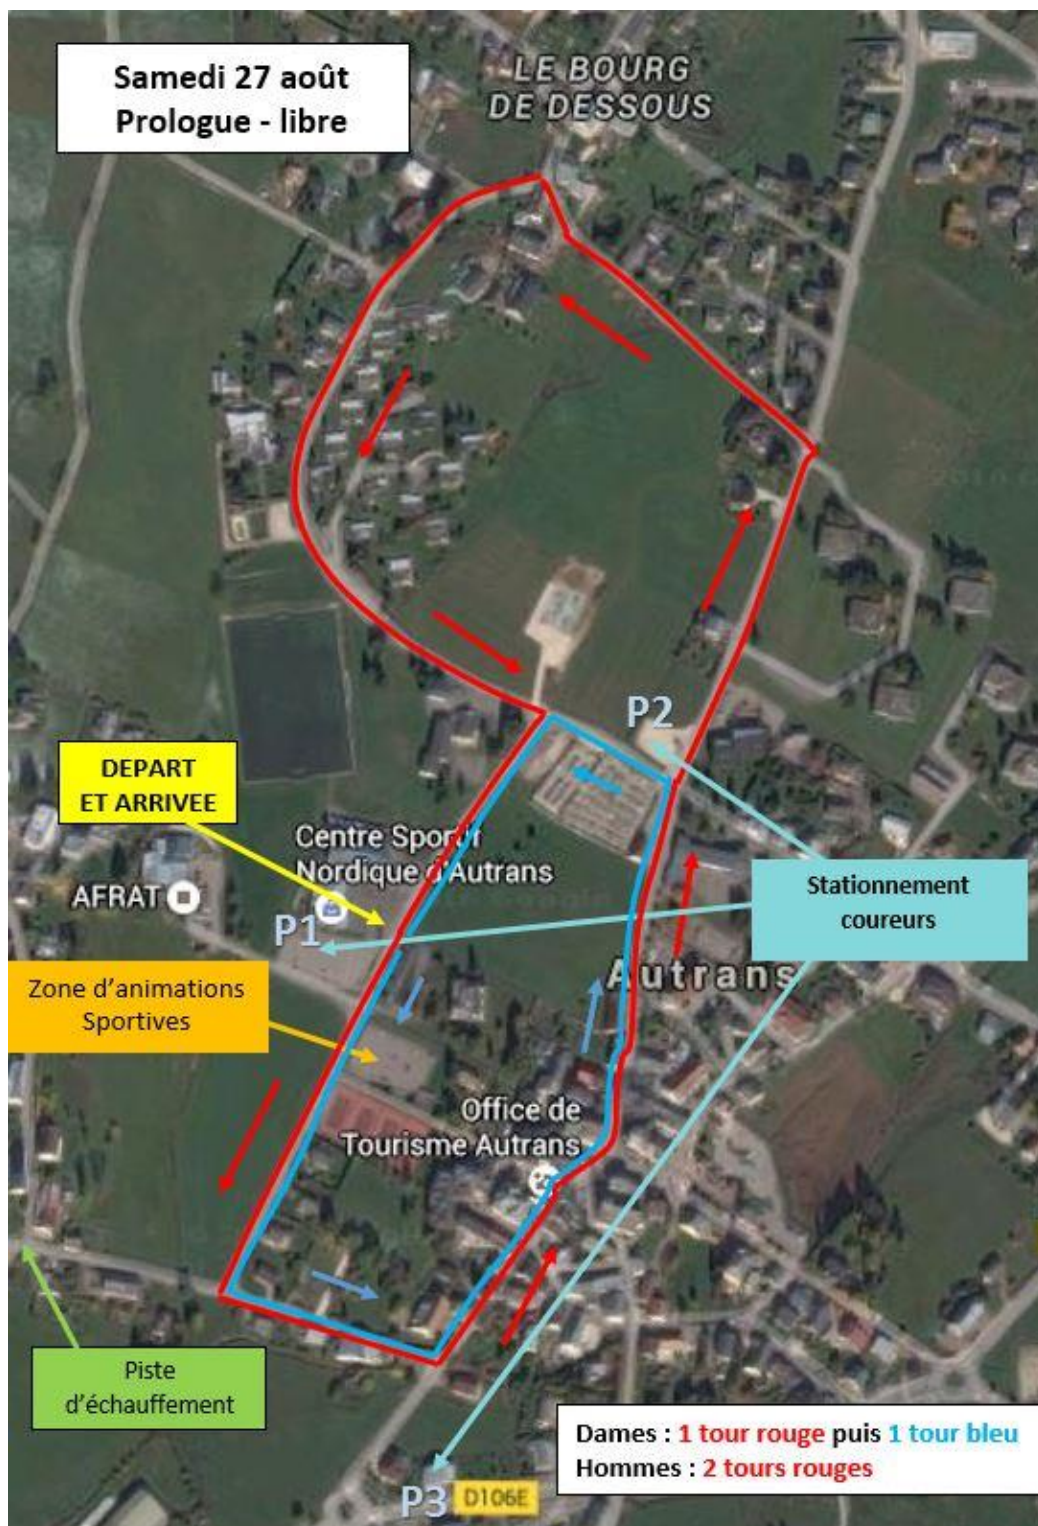 Samedi 27 août
Prologue - libre
LE BOURG
DE DESSOUS
P2
DEPART
ET ARRIVEE
Centre Sportif
Nordique d'Autrans
AFRAT
P1
Stationnement
coureurs
Autrans
Zone d'animations
Sportives
Office de
Tourisme Autrans
Piste
d'échauffement
Dames : 1 tour rouge puis 1 tour bleu
Hommes : 2 tours rouges
P3
D106E